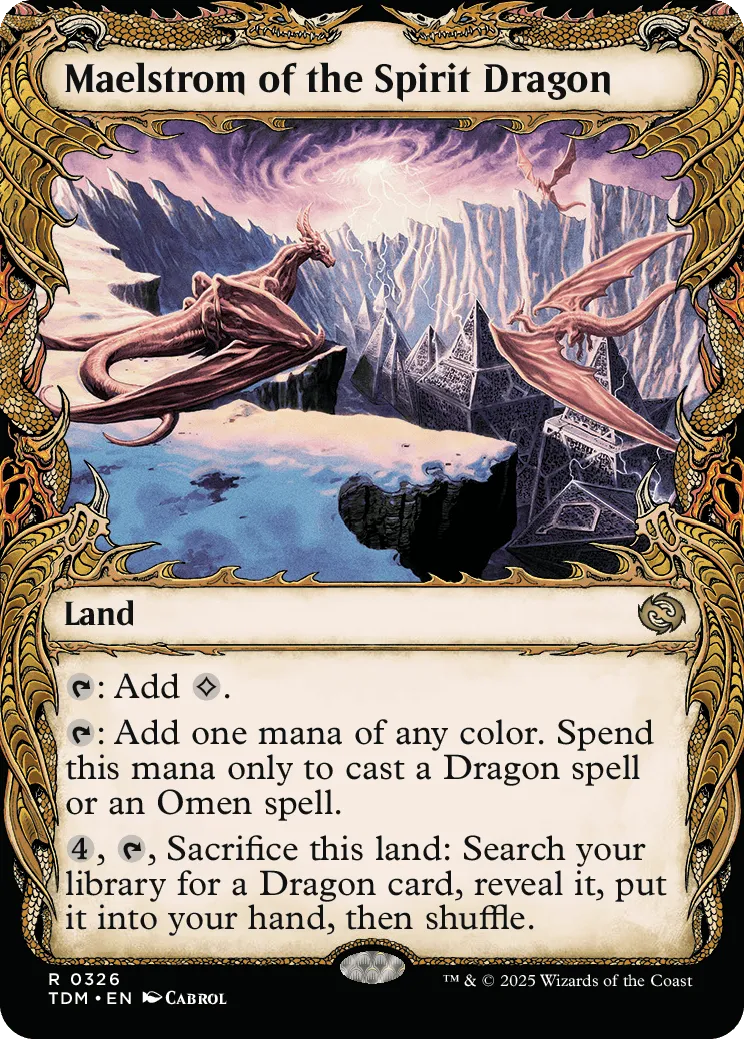 Maelstrom of the Spirit Dragon
Land
: Add .
: Add one mana of any color. Spend
this mana only to cast a Dragon spell
or an Omen spell.
4, , Sacrifice this land: Search your
library for a Dragon card, reveal it, put
it into your hand, then shuffle.
R 0326
TDM • EN CABROL
™ & © 2025 Wizards of the Coast